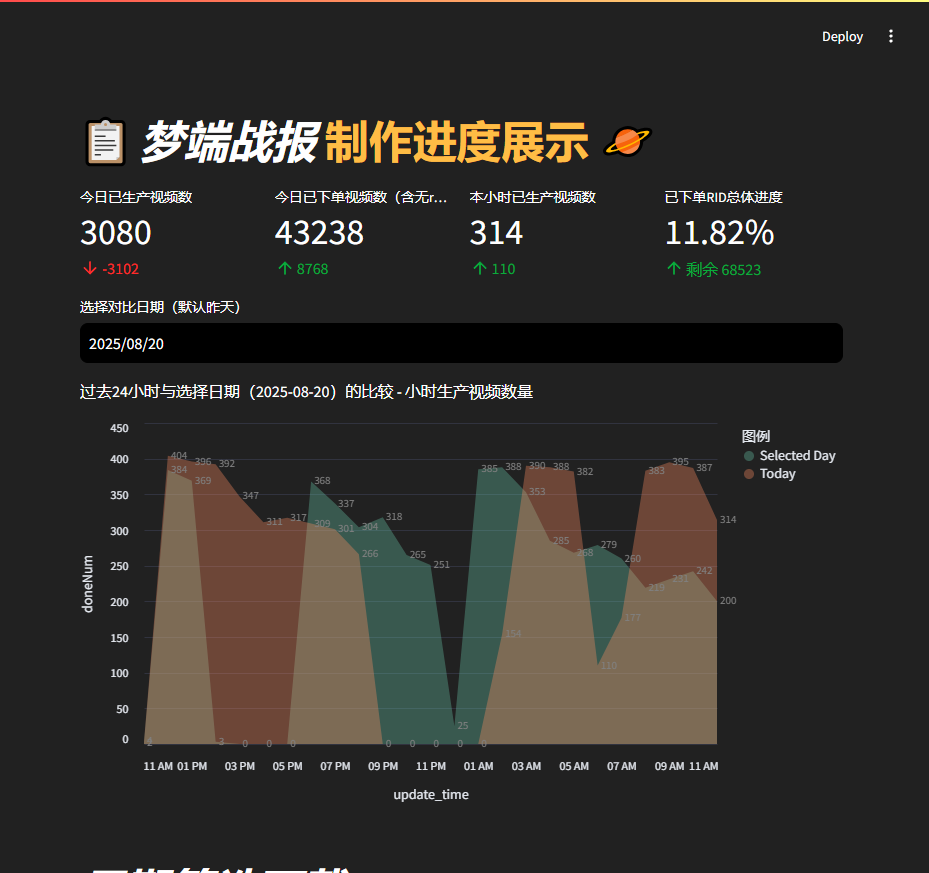 Deploy
梦端战报 制作进度展示
今日已生产视频数
3080
-3102
今日已下单视频数（含无r...
43238
8768
本小时已生产视频数
314
110
已下单RID总体进度
11.82%
剩余 68523
选择对比日期（默认昨天）
2025/08/20
过去24小时与选择日期（2025-08-20）的比较 - 小时生产视频数量
图例
Selected Day
Today
doneNum
450
400
350
300
250
200
150
100
50
0
404 396 392
384 369
347
311 317 309 301 266
368 337 304 318
265 251
25
385 388 390 388 382
353
285 268 279 260
383 395 387
314
219 231 242
200
154
177
110
2 3 0 0 0 0 0 0 0 0
11 AM 01 PM 03 PM 05 PM 07 PM 09 PM 11 PM 01 AM 03 AM 05 AM 07 AM 09 AM 11 AM
update_time